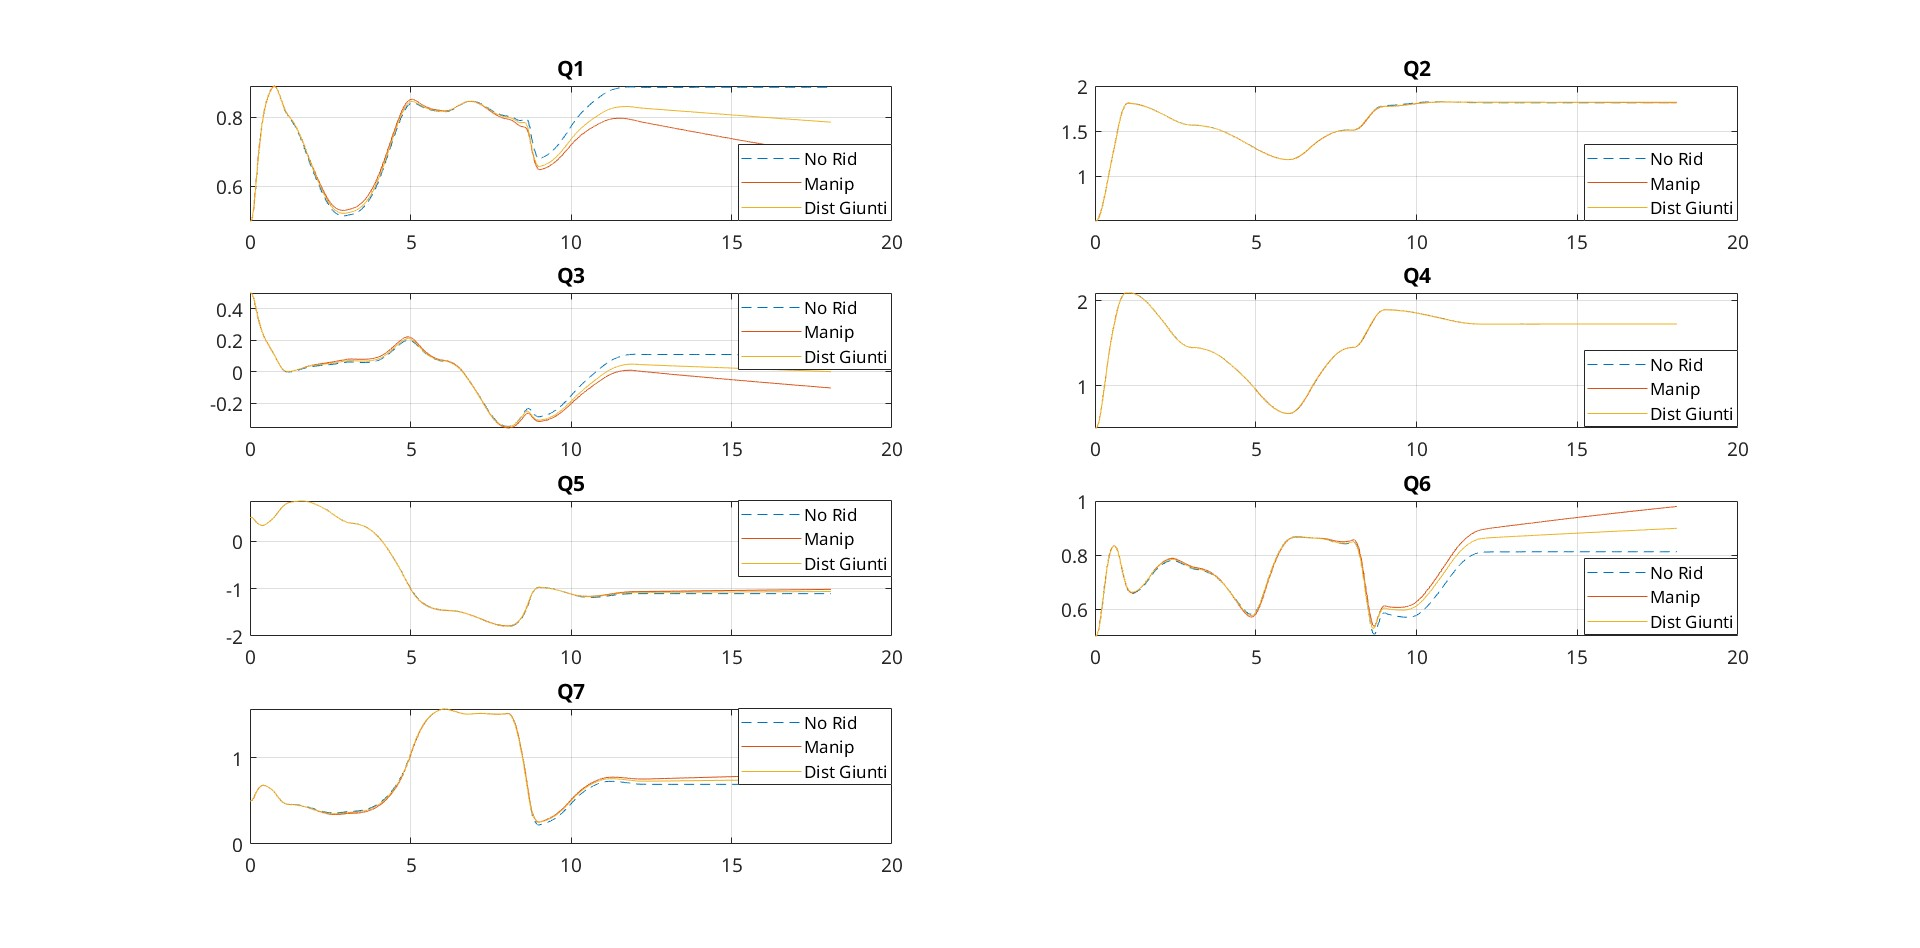 Q1
0.8
0.6
0 5 10 15 20
No Rid
Manip
Dist Giunti
Q2
2
1.5
1
0 5 10 15 20
No Rid
Manip
Dist Giunti
Q3
0.4
0.2
0
-0.2
0 5 10 15 20
No Rid
Manip
Dist Giunti
Q4
2
1
0 5 10 15 20
No Rid
Manip
Dist Giunti
Q5
0
-1
-2
0 5 10 15 20
No Rid
Manip
Dist Giunti
Q6
1
0.8
0.6
0 5 10 15 20
No Rid
Manip
Dist Giunti
Q7
1
0
0 5 10 15 20
No Rid
Manip
Dist Giunti